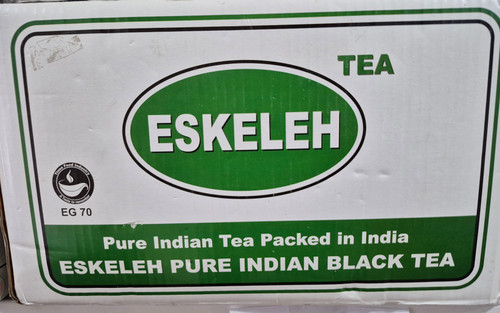 TEA
ESKELEH
EG 70
Pure Indian Tea Packed in India
ESKELEH PURE INDIAN BLACK TEA